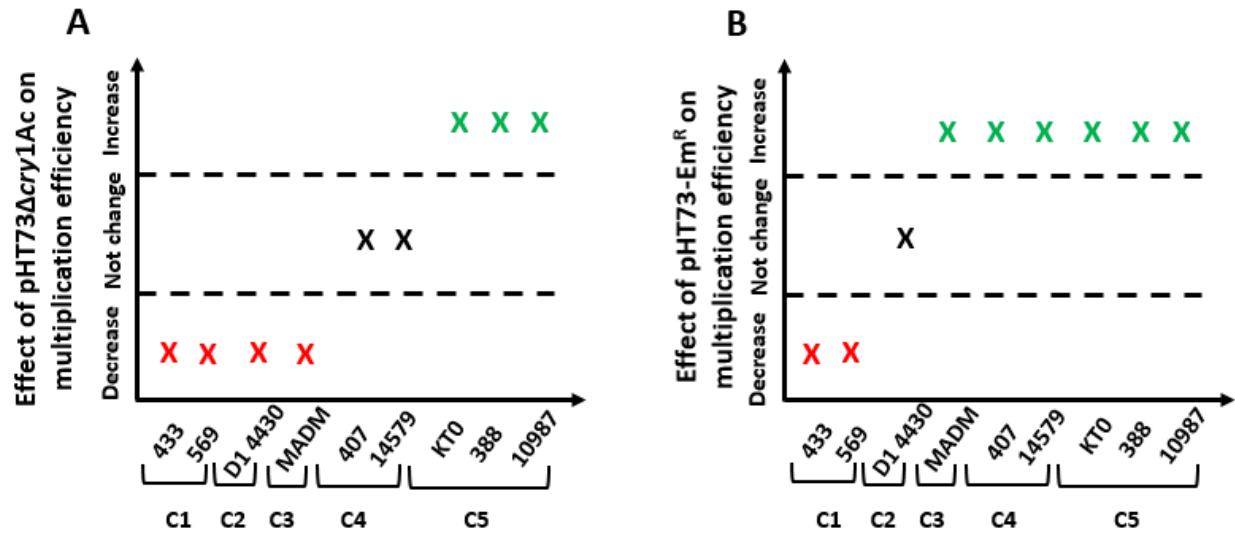 A
Effect of pHT73Δcry1Ac on
multiplication efficiency
Increase
Not change
Decrease
X X X
X X
X X X X
433
569
D1 4430
MADM
407
14579
KT0
388
10987
C1 C2 C3 C4 C5
B
Effect of pHT73-Em^R on
multiplication efficiency
Increase
Not change
Decrease
X X X X X X
X
X X
433
569
D1 4430
MADM
407
14579
KT0
388
10987
C1 C2 C3 C4 C5